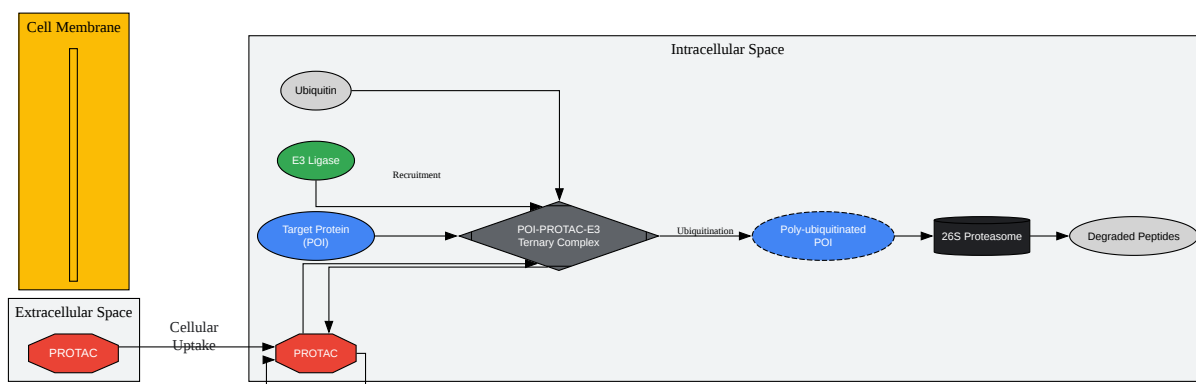 Cell Membrane
Intracellular Space
Ubiquitin
E3 Ligase
Recruitment
Target Protein
(POI)
POI-PROTAC-E3
Ternary Complex
Ubiquitination
Poly-ubiquitinated
POI
26S Proteasome
Degraded Peptides
Extracellular Space
PROTAC
Cellular
Uptake
PROTAC